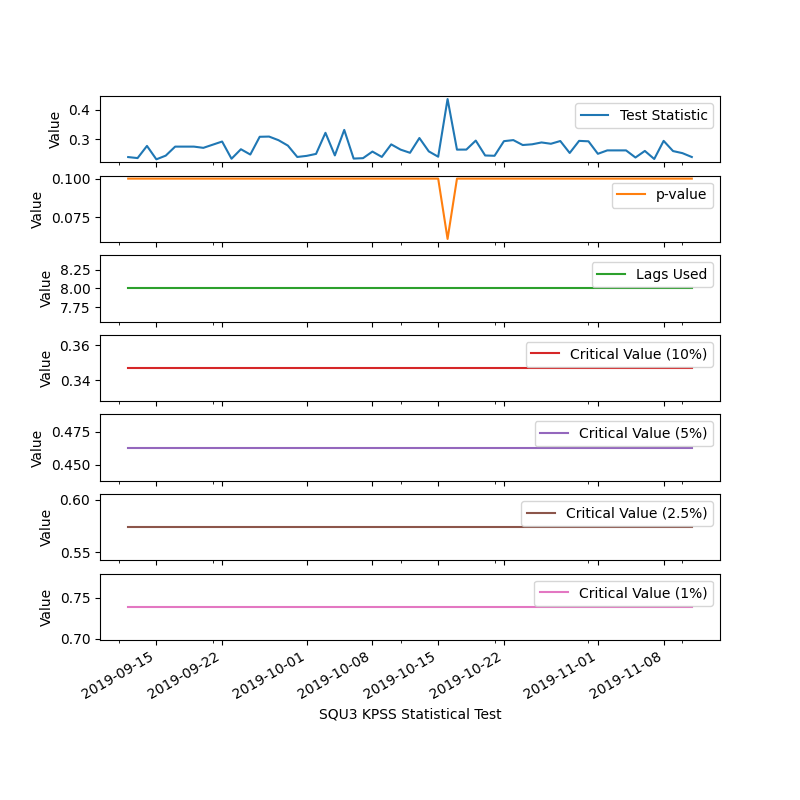 0.4
0.3
Value
Test Statistic
0.100
0.075
Value
p-value
8.25
8.00
7.75
Value
Lags Used
0.36
0.34
Value
Critical Value (10%)
0.475
0.450
Value
Critical Value (5%)
0.60
0.55
Value
Critical Value (2.5%)
0.75
0.70
Value
Critical Value (1%)
2019-09-15
2019-09-22
2019-10-01
2019-10-08
2019-10-15
2019-10-22
2019-11-01
2019-11-08
SQU3 KPSS Statistical Test